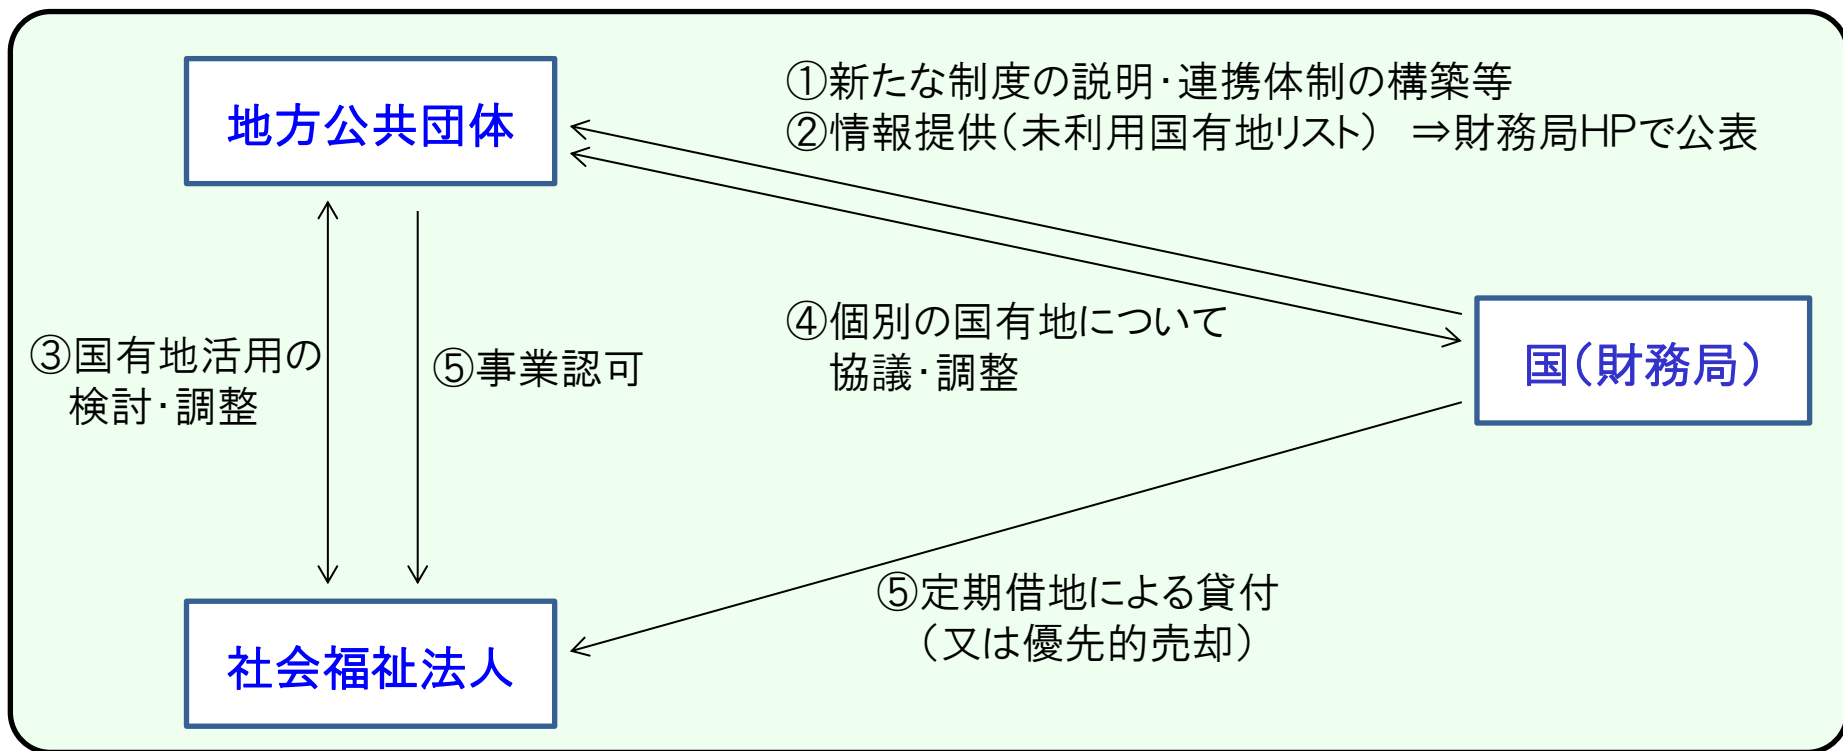 地方公共団体
①新たな制度の説明・連携体制の構築等
②情報提供（未利用国有地リスト）　⇒財務局HPで公表
③国有地活用の
検討・調整
⑤事業認可
④個別の国有地について
協議・調整
国（財務局）
⑤定期借地による貸付
（又は優先的売却）
社会福祉法人